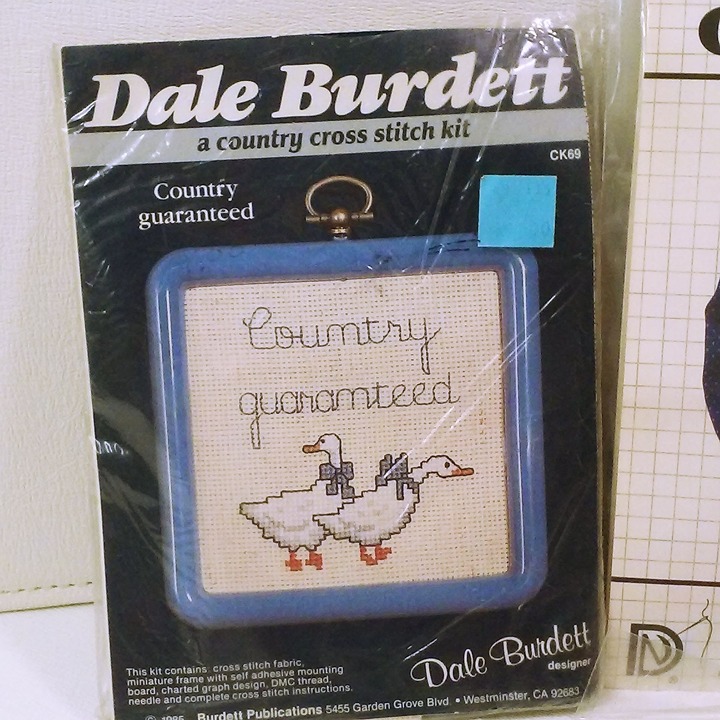 Dale Burdett
a country cross stitch kit
CK69
Country
guaranteed
Country
guaranteed
Dale Burdett
designer
This kit contains: cross stitch fabric,
miniature frame with self adhesive mounting
board, charted graph design, DMC thread,
needle and complete cross stitch instructions.
© 1985 Burdett Publications 5455 Garden Grove Blvd. • Westminster, CA 92683